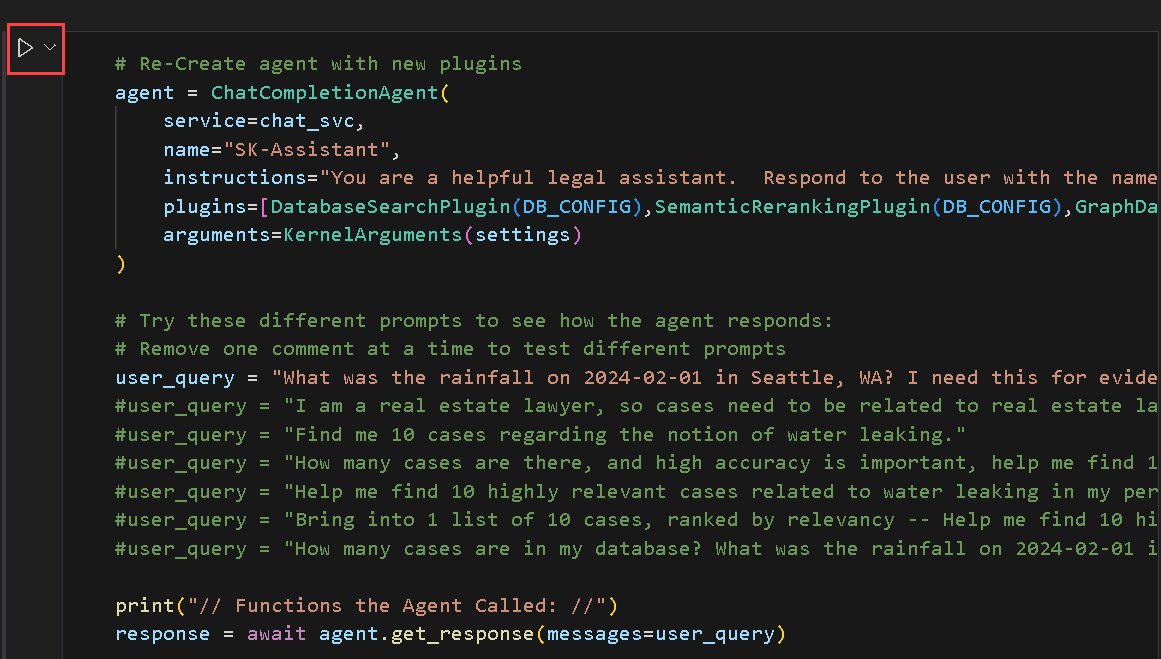 # Re-Create agent with new plugins
agent = ChatCompletionAgent(
    service=chat_svc,
    name="SK-Assistant",
    instructions="You are a helpful legal assistant.  Respond to the user with the name
    plugins=[DatabaseSearchPlugin(DB_CONFIG),SemanticRerankingPlugin(DB_CONFIG),GraphDa
    arguments=KernelArguments(settings)
)
# Try these different prompts to see how the agent responds:
# Remove one comment at a time to test different prompts
user_query = "What was the rainfall on 2024-02-01 in Seattle, WA? I need this for evide
#user_query = "I am a real estate lawyer, so cases need to be related to real estate la
#user_query = "Find me 10 cases regarding the notion of water leaking."
#user_query = "How many cases are there, and high accuracy is important, help me find 1
#user_query = "Help me find 10 highly relevant cases related to water leaking in my per
#user_query = "Bring into 1 list of 10 cases, ranked by relevancy -- Help me find 10 hi
#user_query = "How many cases are in my database? What was the rainfall on 2024-02-01 i
print("// Functions the Agent Called: //")
response = await agent.get_response(messages=user_query)